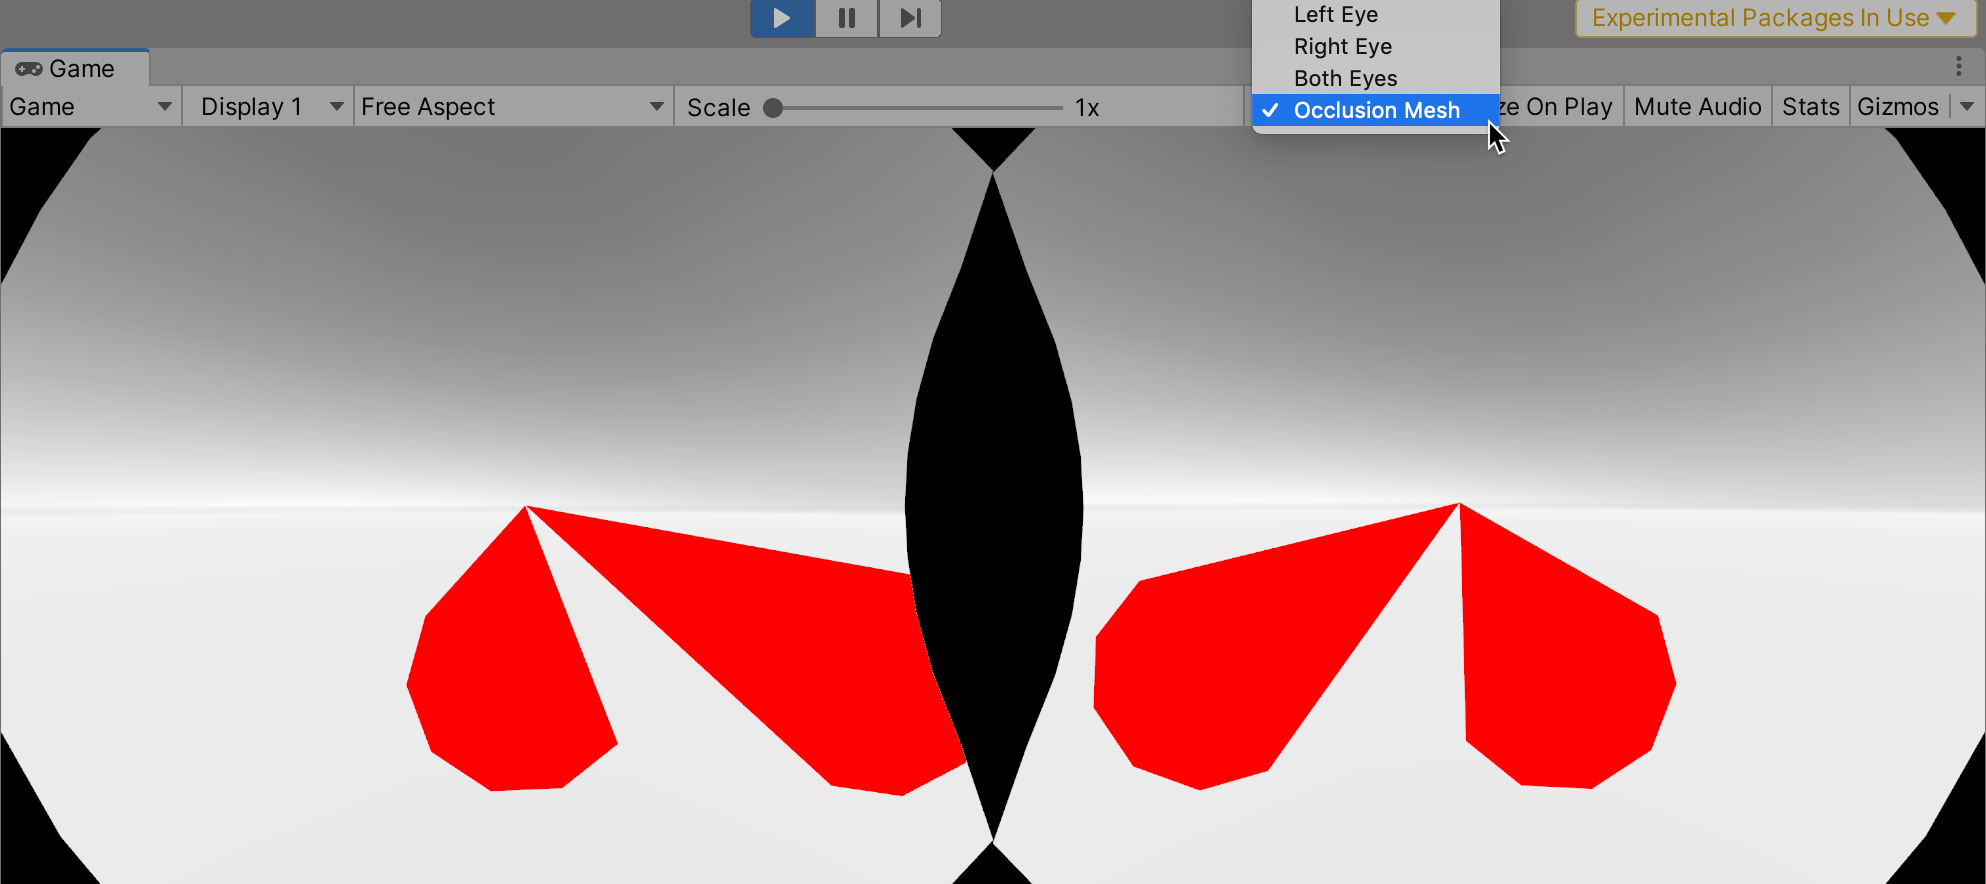 Left Eye
Experimental Packages In Use
Right Eye
Game
Both Eyes
Game Display 1 Free Aspect Scale 1x Occlusion Mesh ze On Play Mute Audio Stats Gizmos